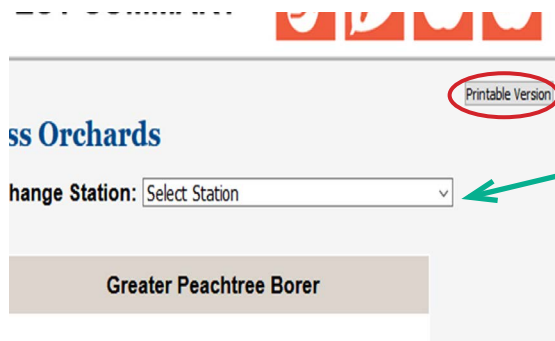 Printable Version
ss Orchards
hange Station: Select Station
Greater Peachtree Borer